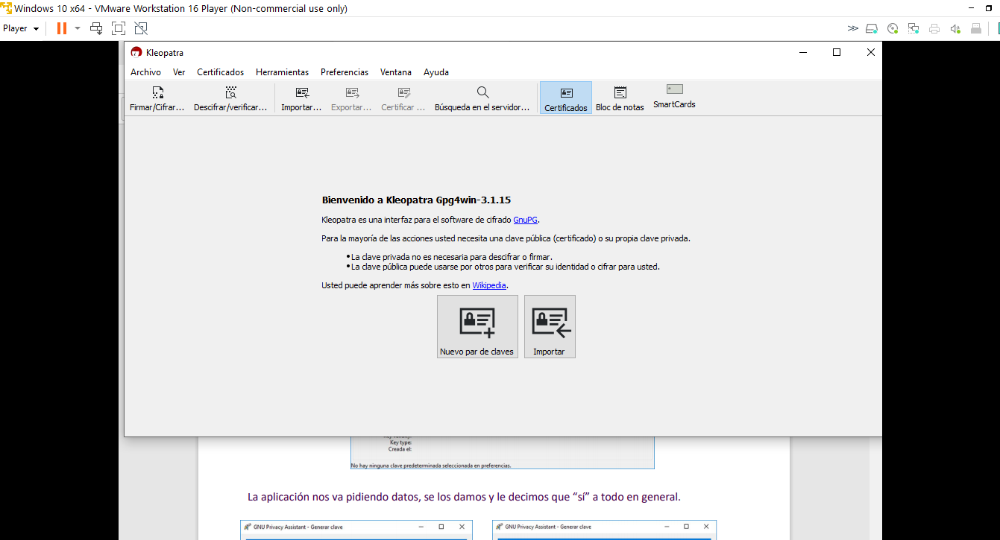 Windows 10 x64 - VMware Workstation 16 Player (Non-commercial use only)
Player
Kleopatra
Archivo Ver Certificados Herramientas Preferencias Ventana Ayuda
Firmar/Cifrar... Descifrar/verificar... Importar... Exportar... Certificar ... Búsqueda en el servidor... Certificados Bloc de notas SmartCards
Bienvenido a Kleopatra Gpg4win-3.1.15
Kleopatra es una interfaz para el software de cifrado GnuPG.
Para la mayoría de las acciones usted necesita una clave pública (certificado) o su propia clave privada.
•La clave privada no es necesaria para descifrar o firmar.
•La clave pública puede usarse por otros para verificar su identidad o cifrar para usted.
Usted puede aprender más sobre esto en Wikipedia.
Nuevo par de claves Importar
Key type:
Creada el:
No hay ninguna clave predeterminada seleccionada en preferencias.
La aplicación nos va pidiendo datos, se los damos y le decimos que “sí” a todo en general.
GNU Privacy Assistant - Generar clave GNU Privacy Assistant - Generar clave